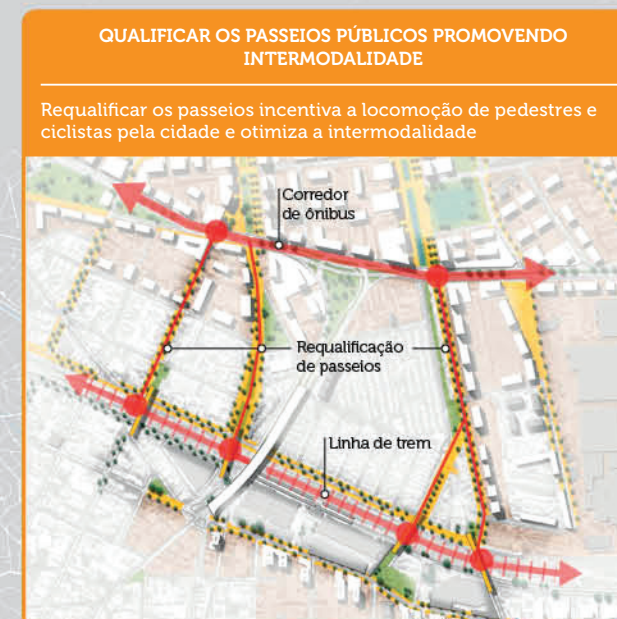 QUALIFICAR OS PASSEIOS PÚBLICOS PROMOVENDO
INTERMODALIDADE
Requalificar os passeios incentiva a locomoção de pedestres e
ciclistas pela cidade e otimiza a intermodalidade
Corredor
de ônibus
Requalificação
de passeios
Linha de trem